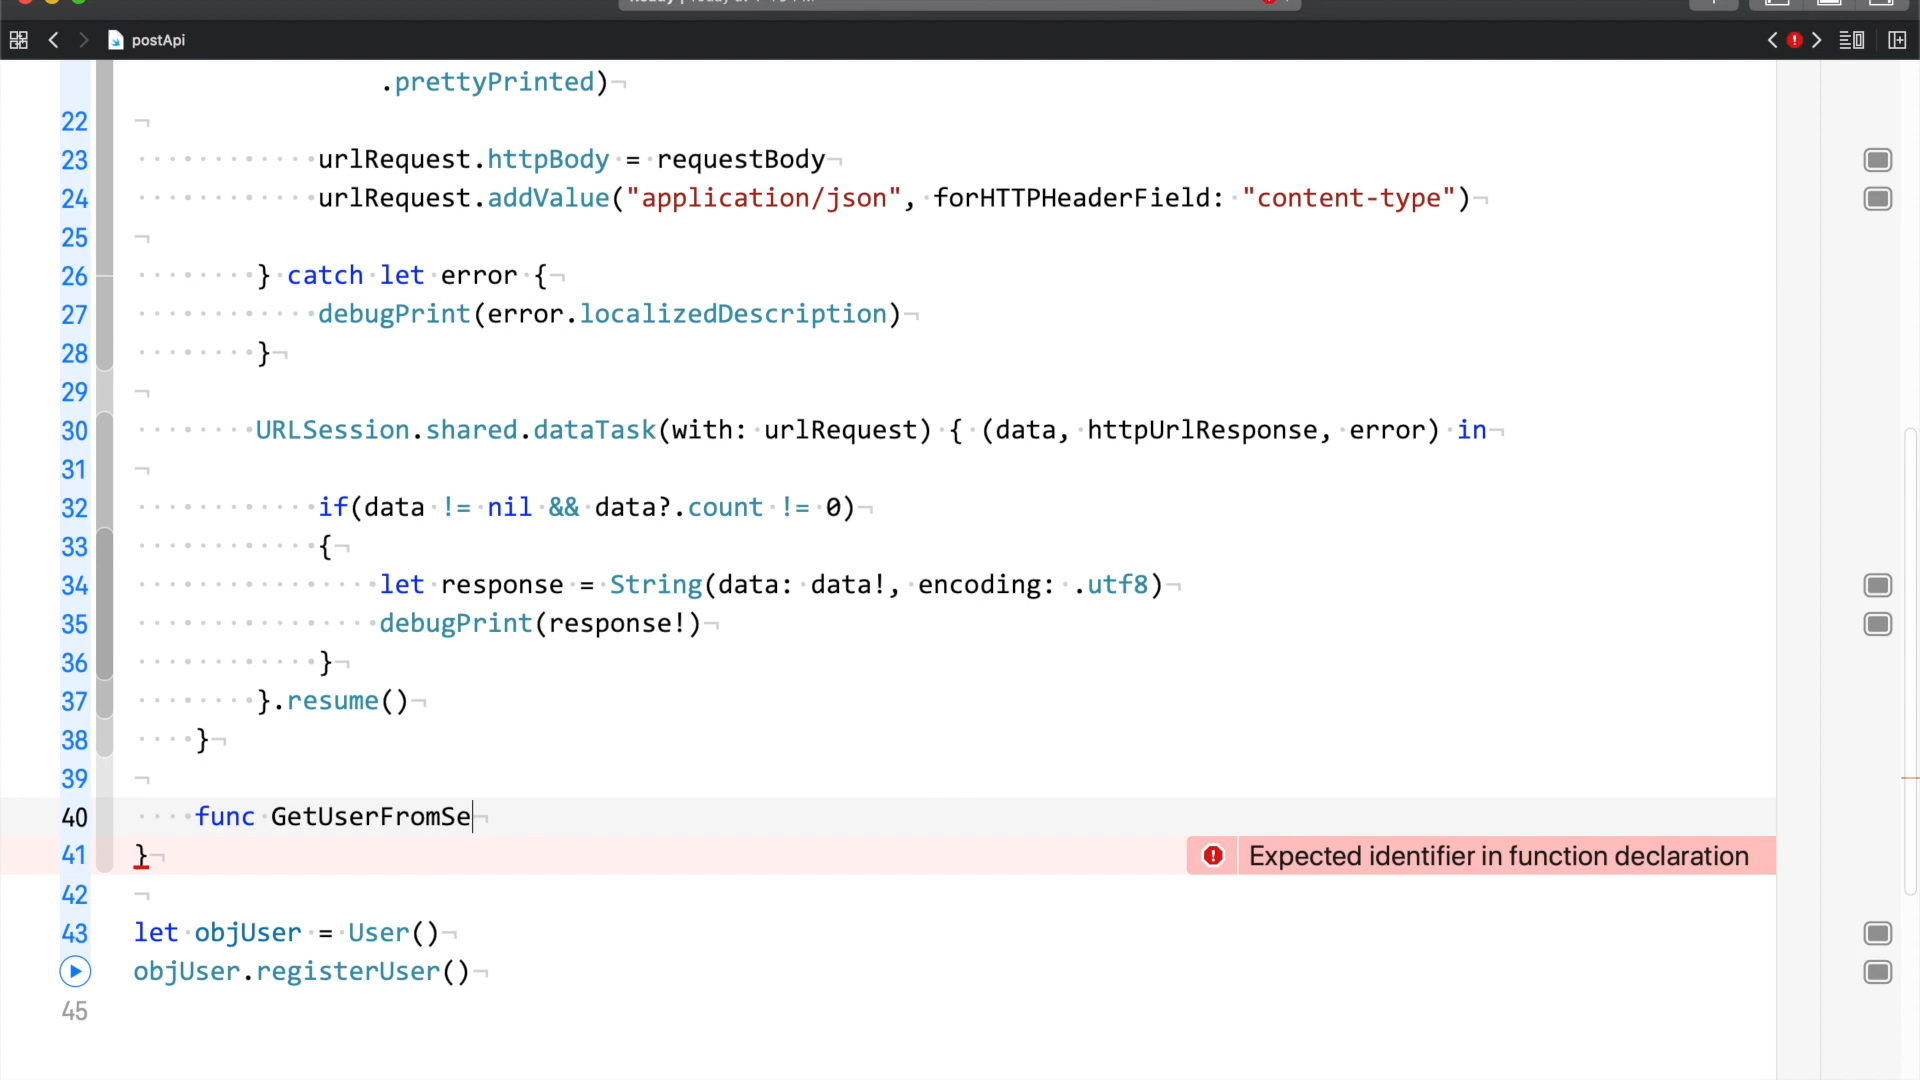 postApi
.prettyPrinted)
22
23 urlRequest.httpBody = requestBody
24 urlRequest.addValue("application/json", forHTTPHeaderField: "content-type")
25
26 } catch let error {
27 debugPrint(error.localizedDescription)
28 }
29
30 URLSession.shared.dataTask(with: urlRequest) { (data, httpUrlResponse, error) in
31
32 if(data != nil && data?.count != 0)
33 {
34 let response = String(data: data!, encoding: .utf8)
35 debugPrint(response!)
36 }
37 }.resume()
38 }
39
40 func GetUserFromSe
41 } Expected identifier in function declaration
42
43 let objUser = User()
objUser.registerUser()
45